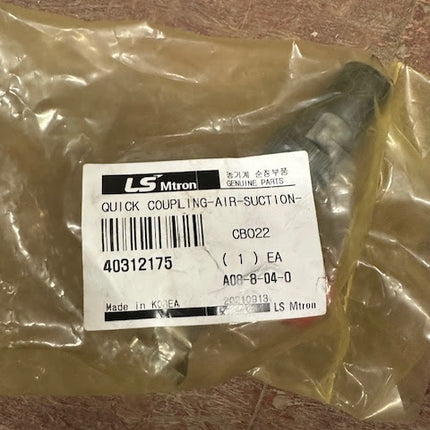 LS Mtron
농기계 순정부품
GENUINE PARTS
QUICK COUPLING-AIR-SUCTION-
CB022
40312175
( 1 ) EA
A08-8-04-0
Made in KOREA
20210913
LS Mtron